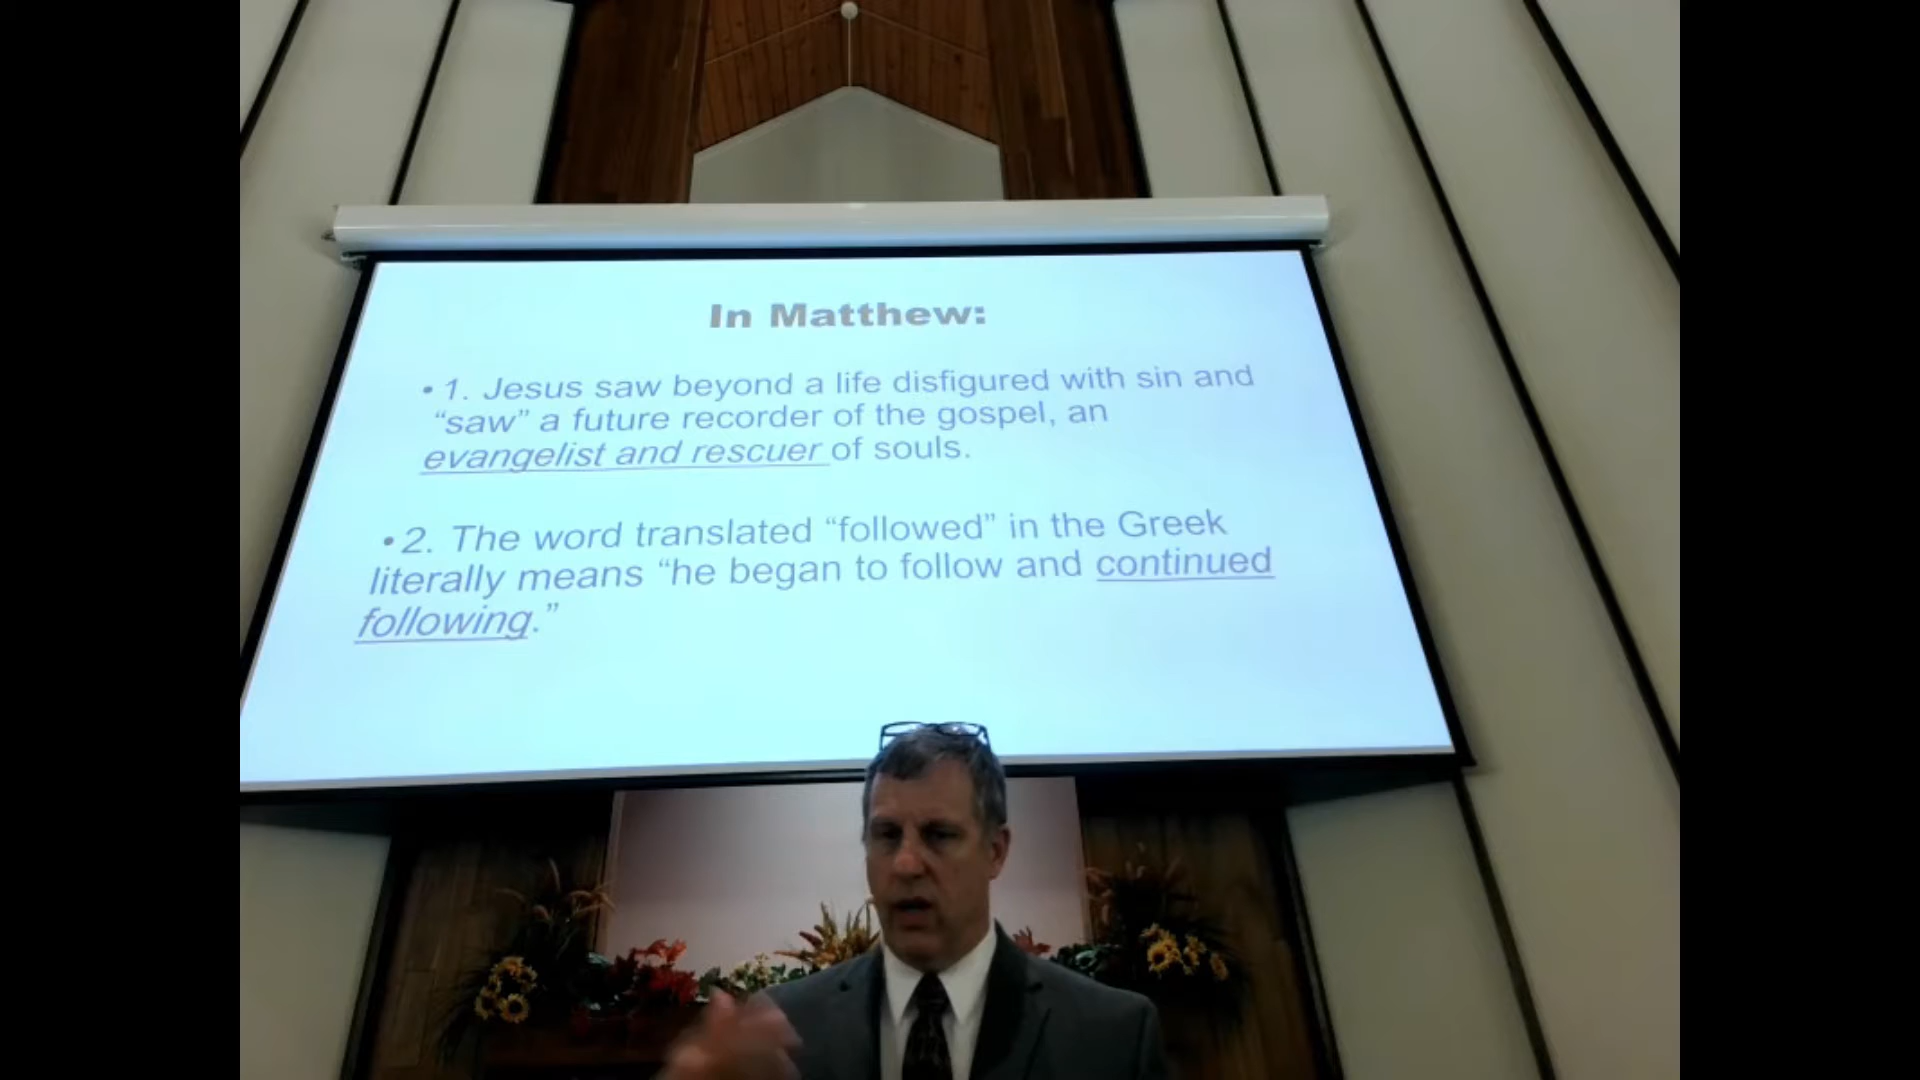 In Matthew:
• 1. Jesus saw beyond a life disfigured with sin and
“saw” a future recorder of the gospel, an
evangelist and rescuer of souls.
• 2. The word translated “followed” in the Greek
literally means “he began to follow and continued
following.”